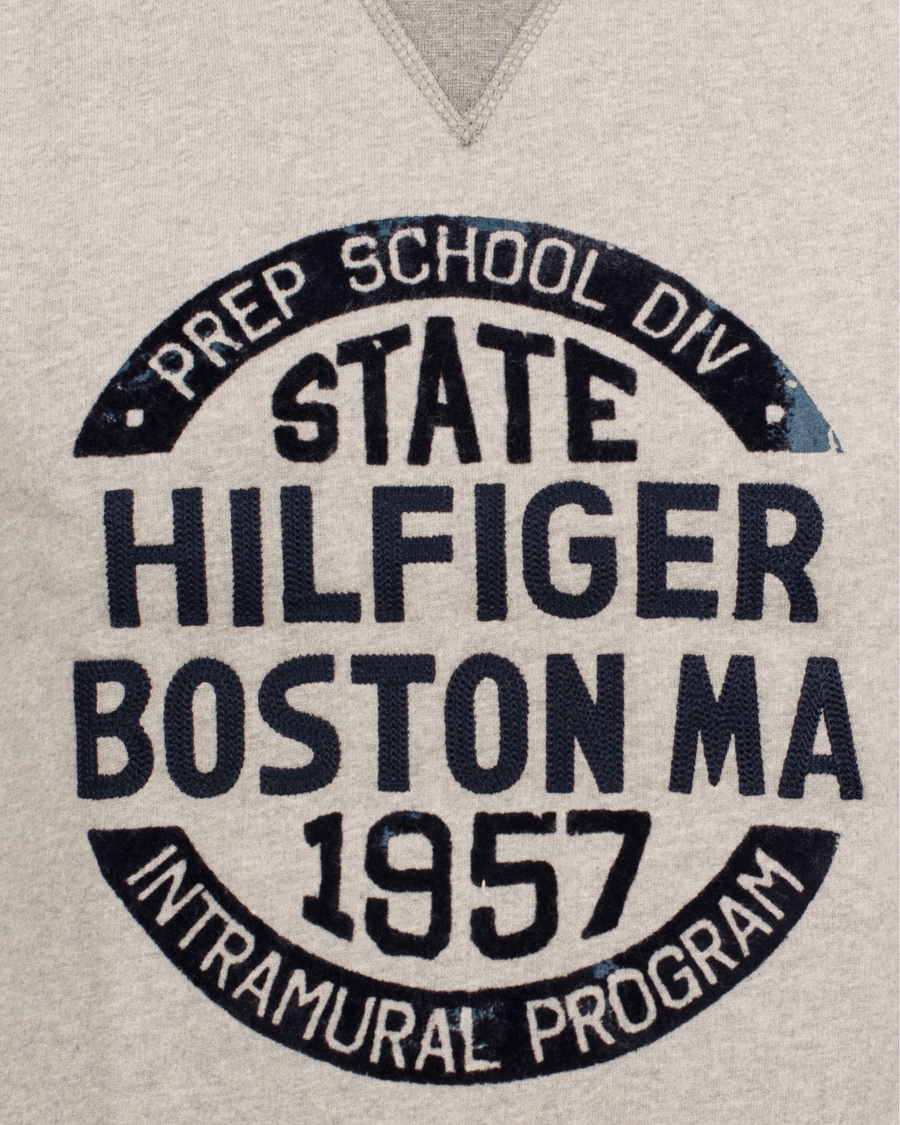 PREP SCHOOL DIV
STATE
HILFIGER
BOSTON MA
1957
INTRAMURAL PROGRAM